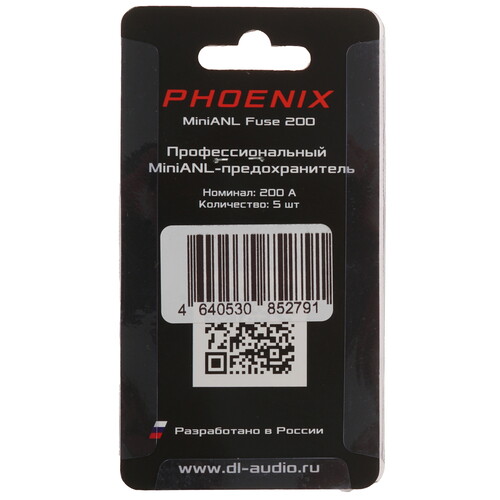 PHOENIX
MiniANL Fuse 200
Профессиональный
MiniANL-предохранитель
Номинал: 200 А
Количество: 5 шт
4 640530 852791
Разработано в России
www.dl-audio.ru